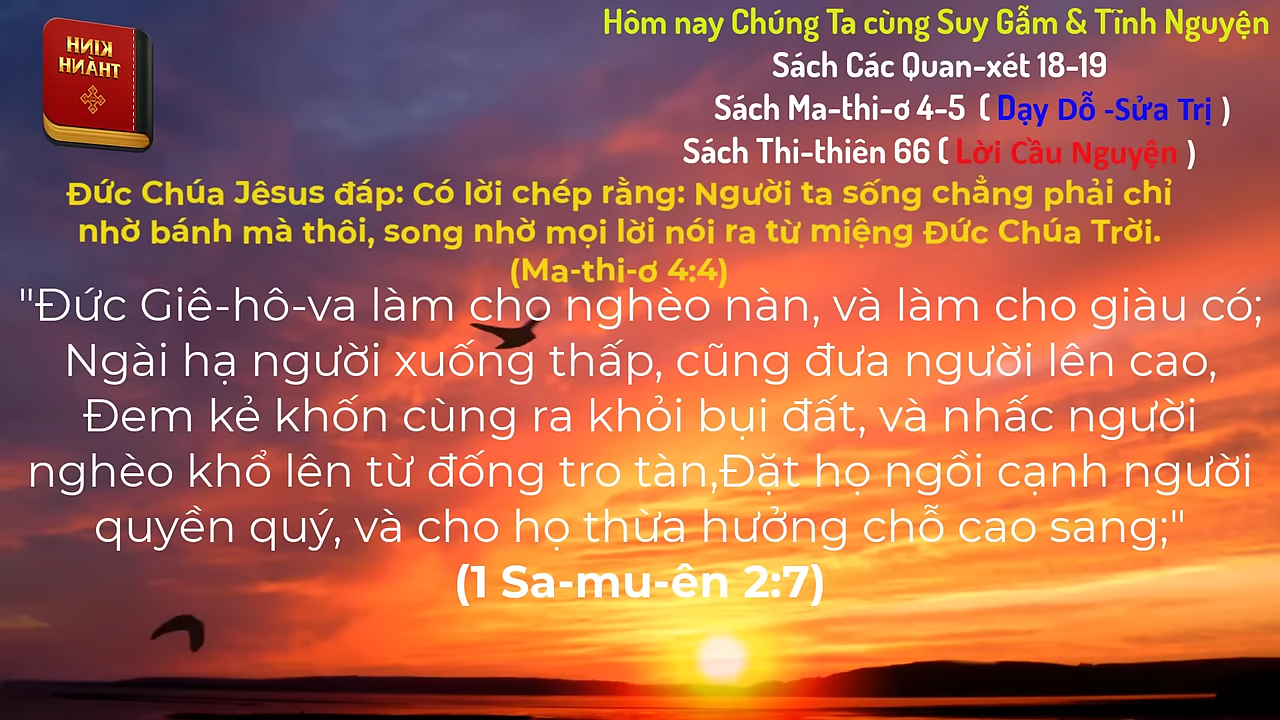 KINH
THÁNH
Hôm nay Chúng Ta cùng Suy Gẫm & Tĩnh Nguyện
Sách Các Quan-xét 18-19
Sách Ma-thi-ơ 4-5 ( Dạy Dỗ -Sửa Trị )
Sách Thi-thiên 66 ( Lời Cầu Nguyện )
Đức Chúa Jêsus đáp: Có lời chép rằng: Người ta sống chẳng phải chỉ
nhờ bánh mà thôi, song nhờ mọi lời nói ra từ miệng Đức Chúa Trời.
(Ma-thi-ơ 4:4)
"Đức Giê-hô-va làm cho nghèo nàn, và làm cho giàu có;
Ngài hạ người xuống thấp, cũng đưa người lên cao,
Đem kẻ khốn cùng ra khỏi bụi đất, và nhấc người
nghèo khổ lên từ đống tro tàn,Đặt họ ngồi cạnh người
quyền quý, và cho họ thừa hưởng chỗ cao sang;"
(1 Sa-mu-ên 2:7)